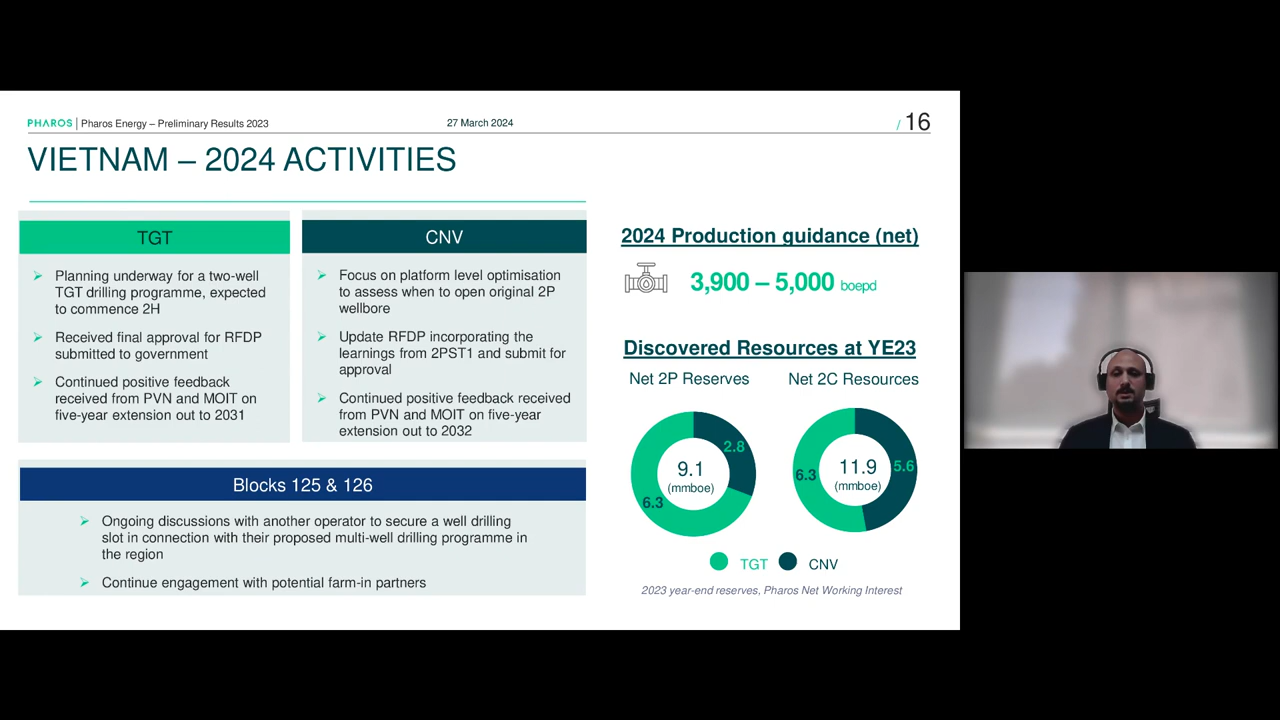 PHAROS | Pharos Energy – Preliminary Results 2023
27 March 2024
/ 16
VIETNAM – 2024 ACTIVITIES
TGT
Planning underway for a two-well
TGT drilling programme, expected
to commence 2H
Received final approval for RFDP
submitted to government
Continued positive feedback
received from PVN and MOIT on
five-year extension out to 2031
CNV
Focus on platform level optimisation
to assess when to open original 2P
wellbore
Update RFDP incorporating the
learnings from 2PST1 and submit for
approval
Continued positive feedback received
from PVN and MOIT on five-year
extension out to 2032
Blocks 125 & 126
Ongoing discussions with another operator to secure a well drilling
slot in connection with their proposed multi-well drilling programme in
the region
Continue engagement with potential farm-in partners
2024 Production guidance (net)
3,900 – 5,000 boepd
Discovered Resources at YE23
Net 2P Reserves
Net 2C Resources
2.8
9.1
(mmboe)
6.3
11.9
(mmboe)
6.3
5.6
TGT
CNV
2023 year-end reserves, Pharos Net Working Interest